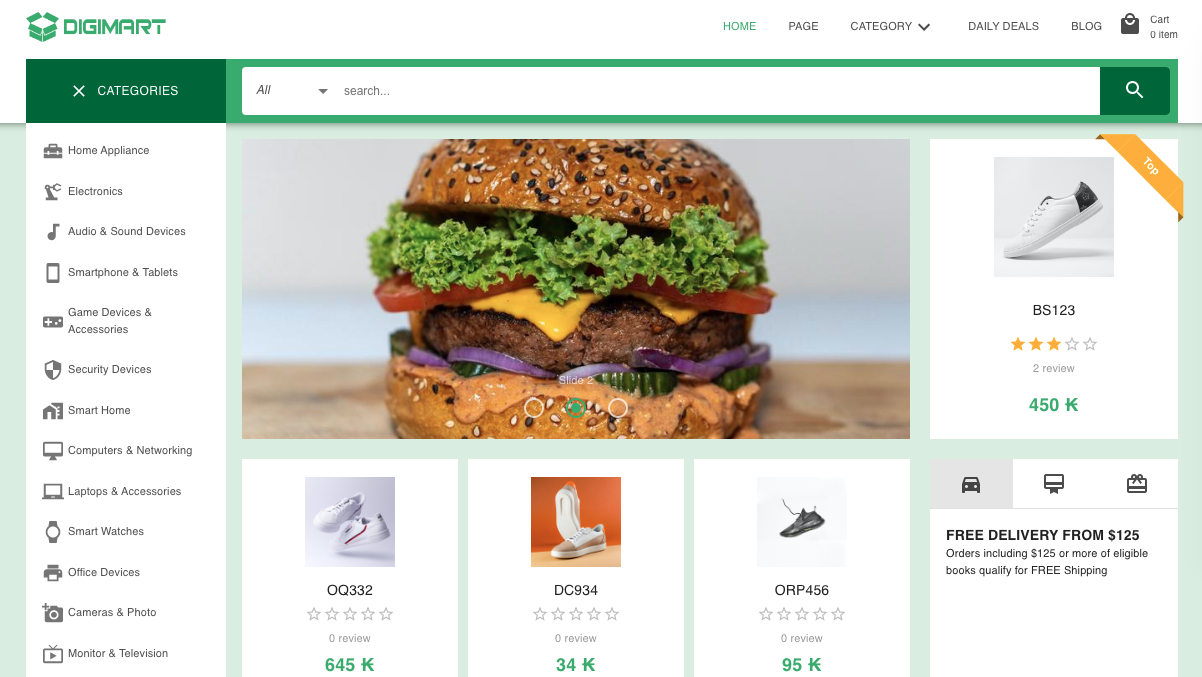 DIGIMART
HOME
PAGE
CATEGORY
DAILY DEALS
BLOG
Cart
0 item
CATEGORIES
All
search...
Home Appliance
Electronics
Audio & Sound Devices
Smartphone & Tablets
Game Devices &
Accessories
Security Devices
Smart Home
Computers & Networking
Laptops & Accessories
Smart Watches
Office Devices
Cameras & Photo
Monitor & Television
Slide 2
Top
BS123
2 review
450 ₭
OQ332
0 review
645 ₭
DC934
0 review
34 ₭
ORP456
0 review
95 ₭
FREE DELIVERY FROM $125
Orders including $125 or more of eligible
books qualify for FREE Shipping